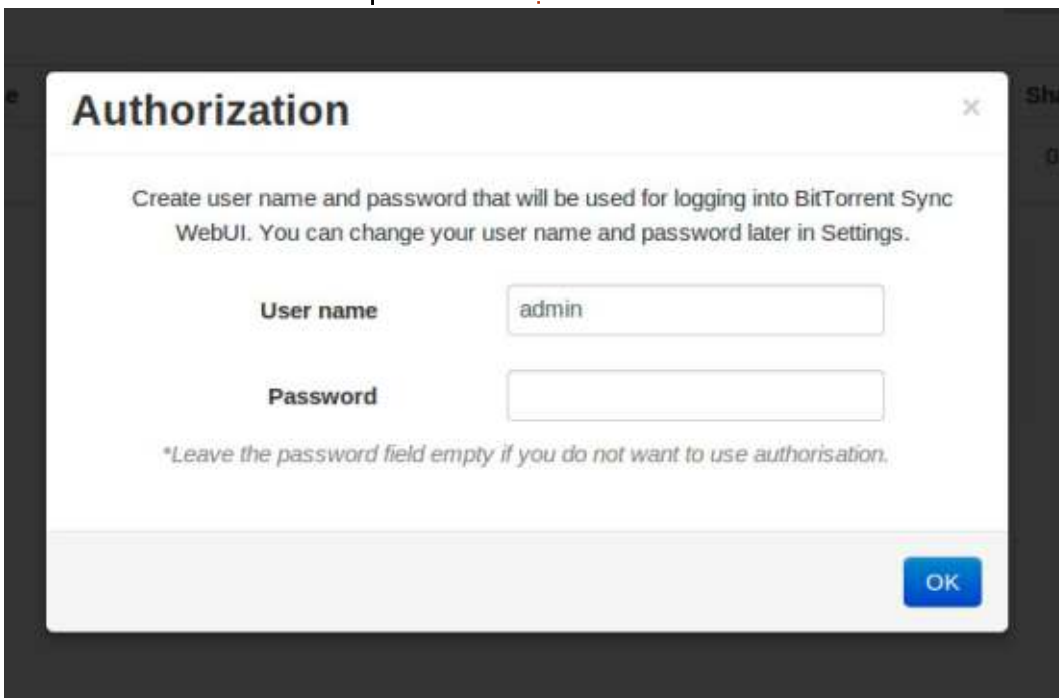 e
Sha
0
Authorization
×
Create user name and password that will be used for logging into BitTorrent Sync
WebUI. You can change your user name and password later in Settings.
User name
admin
Password
*Leave the password field empty if you do not want to use authorisation.
OK